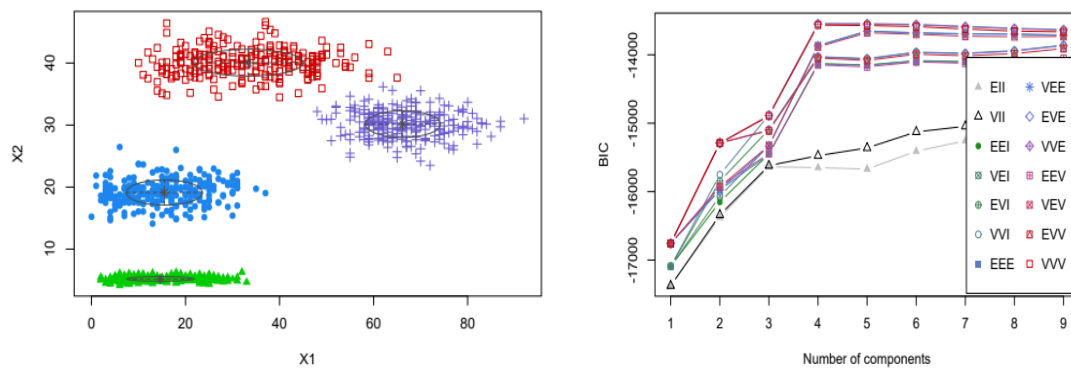 X2
10
20
30
40
0
20
40
60
80
X1
BIC
-17000
-16000
-15000
-14000
1 2 3 4 5 6 7 8 9
Number of components
EII
VII
EEI
VEI
EVI
VVI
EEE
VEE
EVE
VVE
EEV
VEV
EVV
VVV